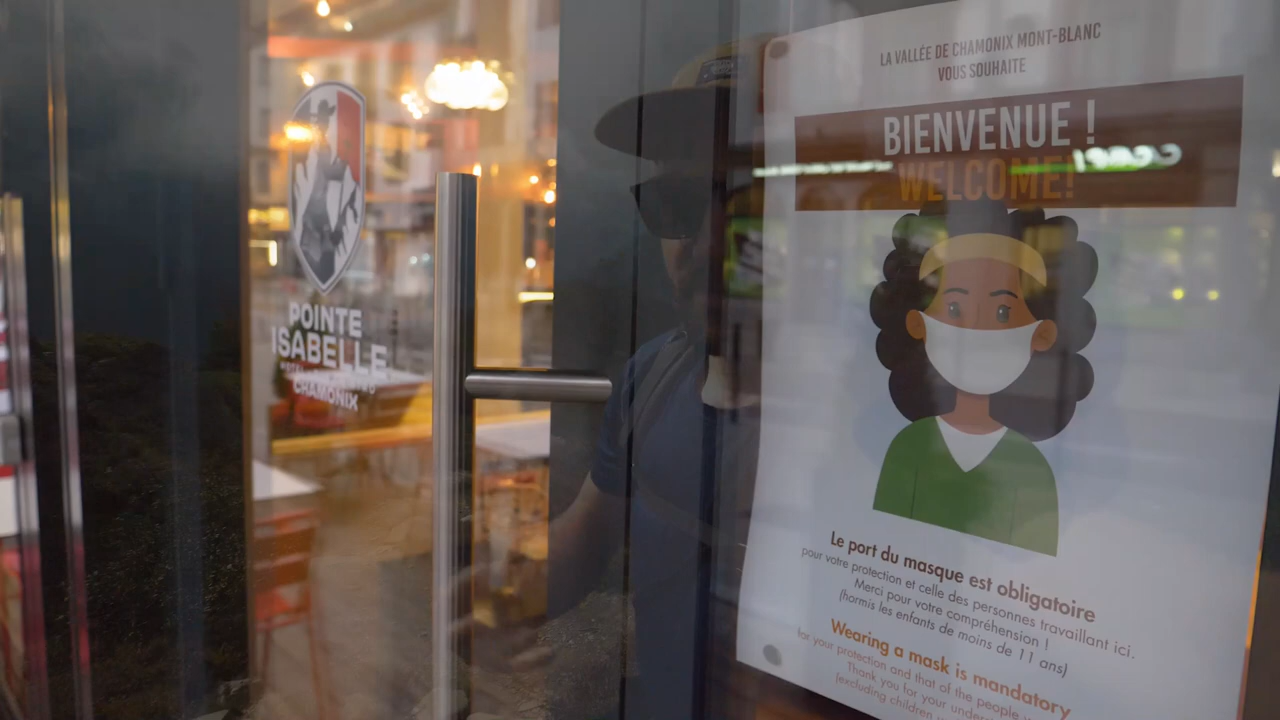 POINTE
ISABELLE
CHAMONIX
LA VALLÉE DE CHAMONIX MONT-BLANC
VOUS SOUHAITE
BIENVENUE !
WELCOME!
Le port du masque est obligatoire
pour votre protection et celle des personnes travaillant ici.
Merci pour votre compréhension !
(hormis les enfants de moins de 11 ans)
Wearing a mask is mandatory
for your protection and that of the people
Thank you for your
(excluding children